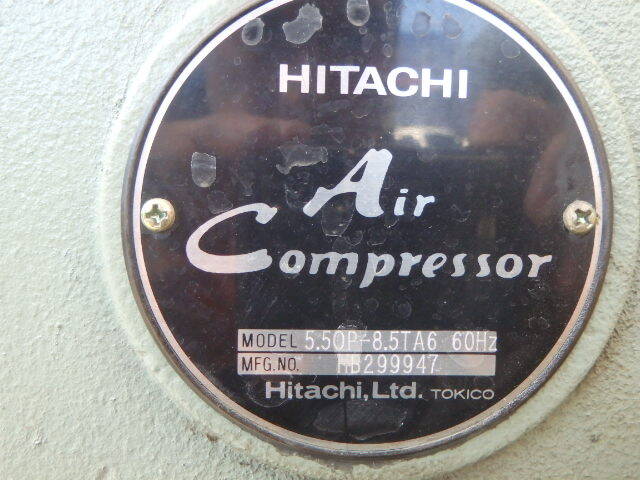 HITACHI
Air
Compressor
MODEL 5.5OP-8.5TA6 60Hz
MFG.NO. HB299947
Hitachi,Ltd. TOKICO